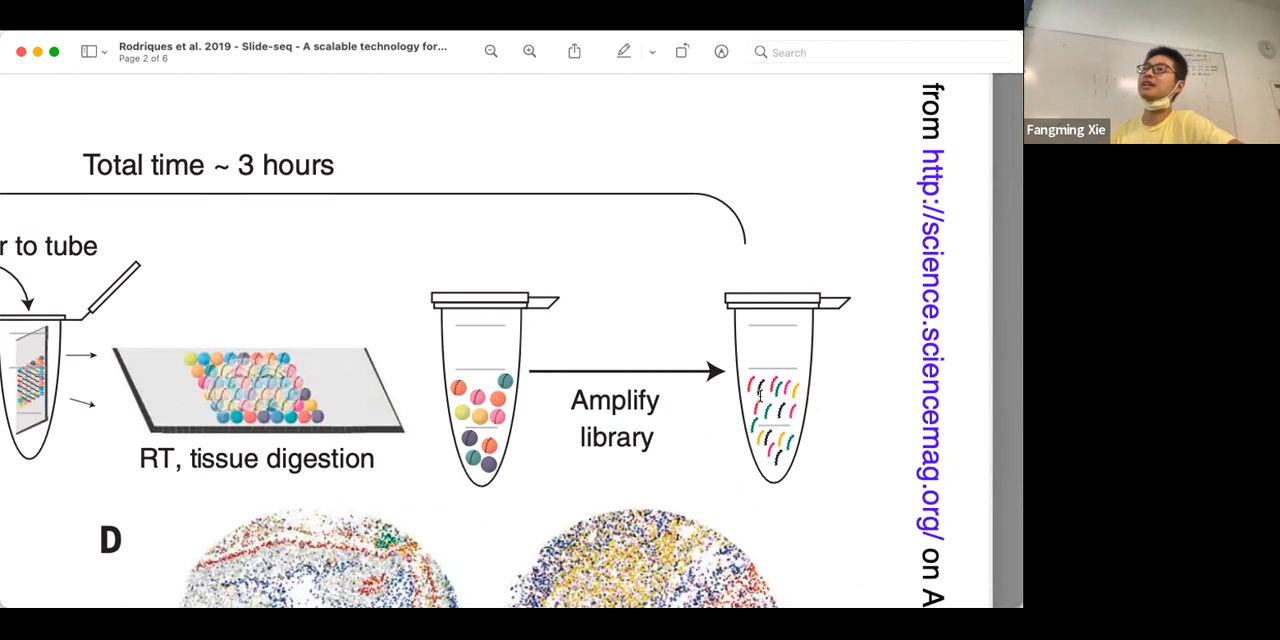 Rodriques et al. 2019 - Slide-seq - A scalable technology for...
Page 2 of 6
Search
Fangming Xie
Total time ~ 3 hours
r to tube
Amplify
library
RT, tissue digestion
D
from http://science.sciencemag.org/ on A